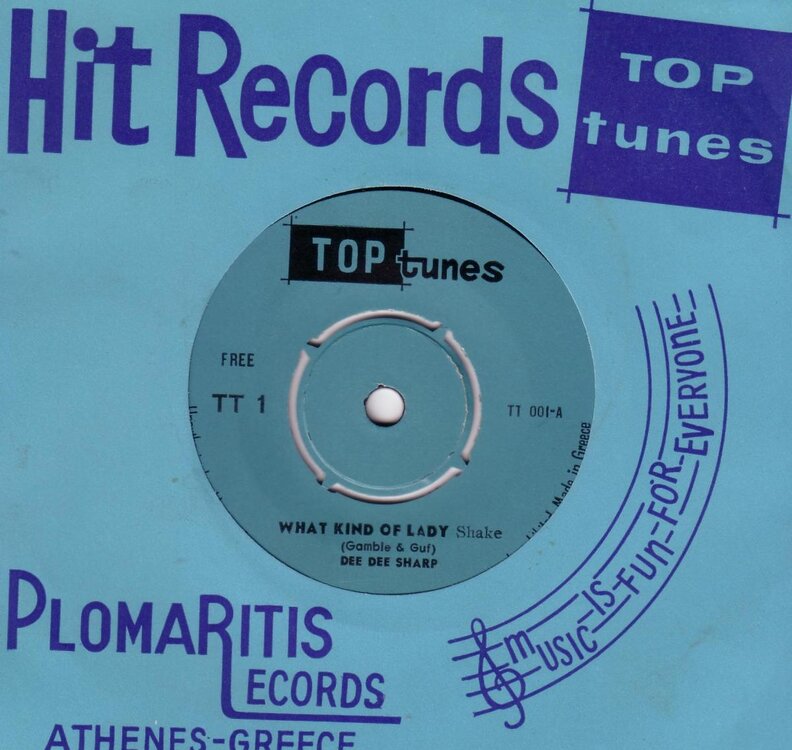 Hit Records
TOP
tunes
TOP tunes
FREE
TT 1
TT 001-A
Made in Greece
WHAT KIND OF LADY Shake
(Gamble & Guf)
DEE DEE SHARP
MUSIC-IS-FUN-FOR-EVERYONE
PLOMARITIS
RECORDS
ATHENES-GREECE